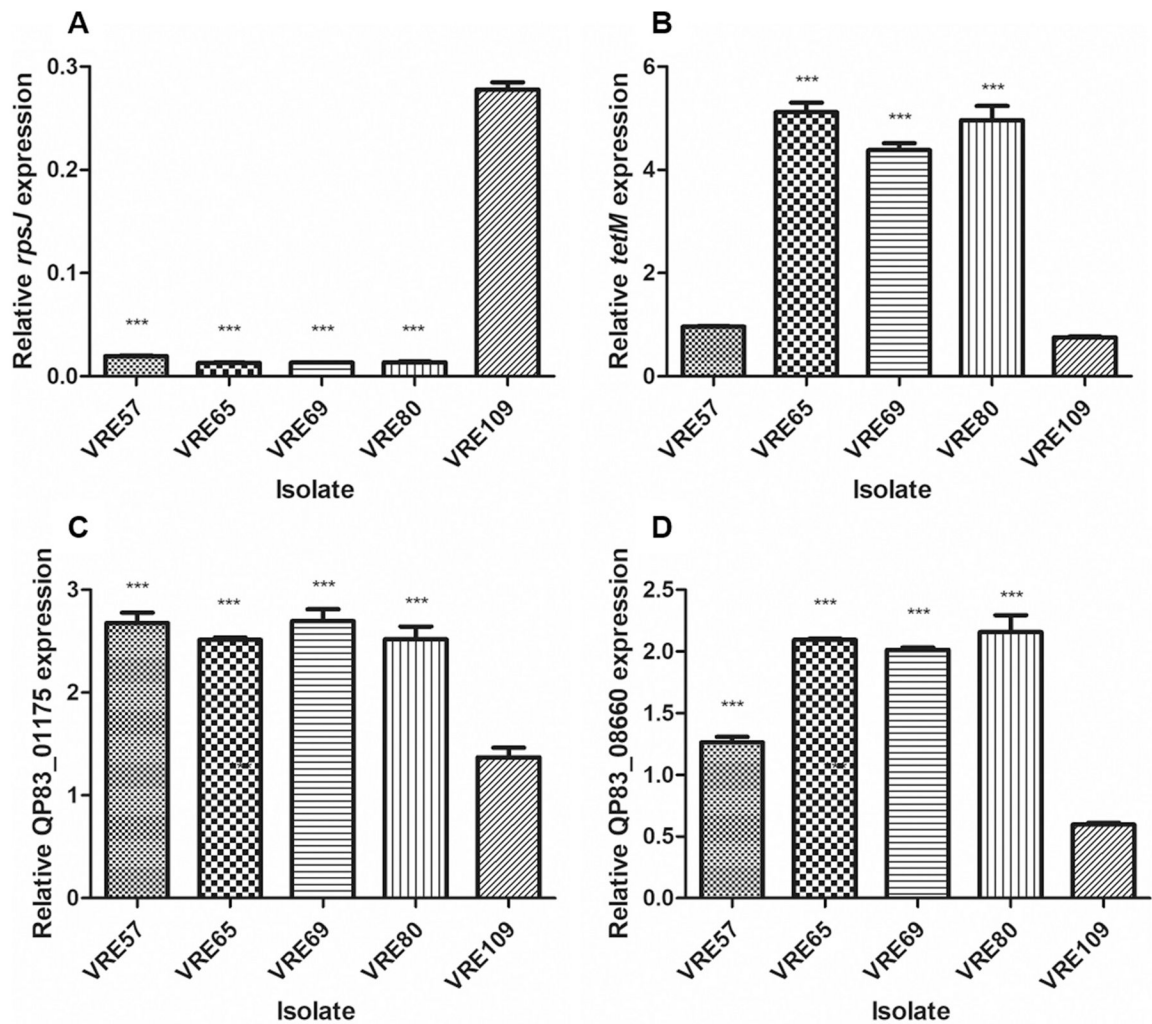 A
Relative rpsJ expression
0.3
0.2
0.1
0.0
***
***
***
***
VRE57
VRE65
VRE69
VRE80
VRE109
Isolate
B
Relative tetM expression
6
4
2
0
***
***
***
VRE57
VRE65
VRE69
VRE80
VRE109
Isolate
C
Relative QP83_01175 expression
3
2
1
0
***
***
***
***
VRE57
VRE65
VRE69
VRE80
VRE109
Isolate
D
Relative QP83_08660 expression
2.5
2.0
1.5
1.0
0.5
0.0
***
***
***
***
VRE57
VRE65
VRE69
VRE80
VRE109
Isolate